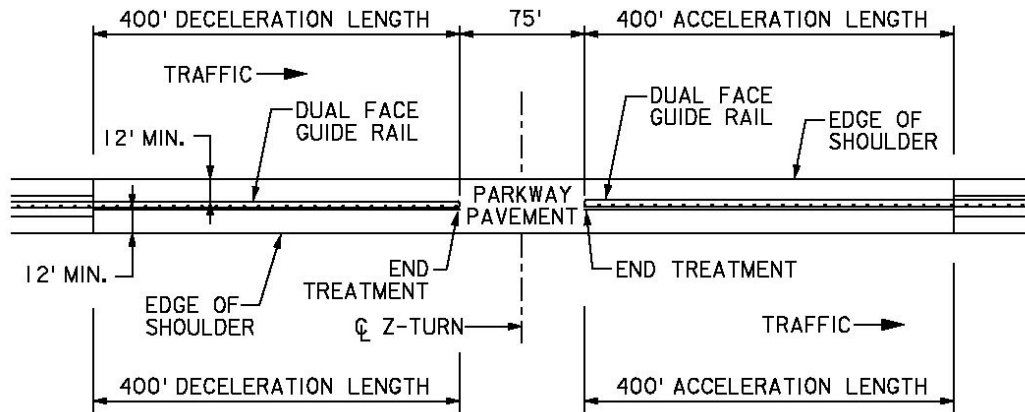 400' DECELERATION LENGTH
75'
400' ACCELERATION LENGTH
TRAFFIC
DUAL FACE
GUIDE RAIL
DUAL FACE
GUIDE RAIL
EDGE OF
SHOULDER
12' MIN.
PARKWAY
PAVEMENT
12' MIN.
END
TREATMENT
END TREATMENT
EDGE OF
SHOULDER
℄ Z-TURN
TRAFFIC
400' DECELERATION LENGTH
400' ACCELERATION LENGTH